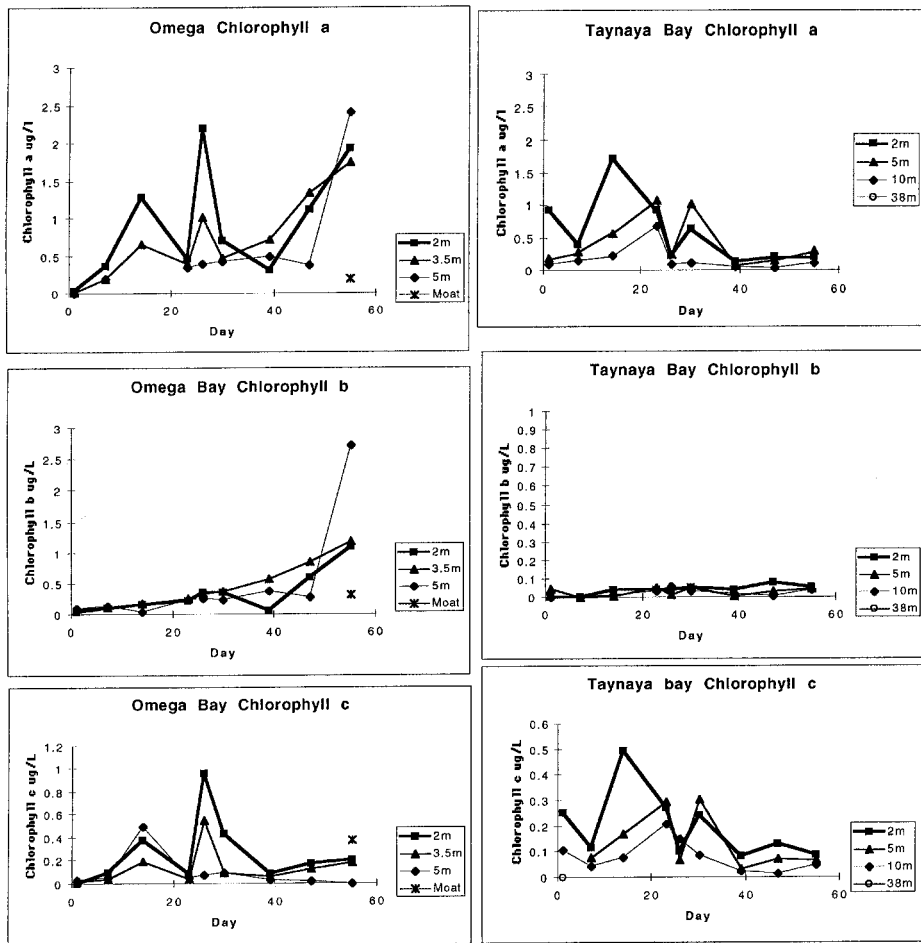 Omega Chlorophyll a
Chlorophyll a ug/l
3
2.5
2
1.5
1
0.5
0
0
20
40
60
Day
2m
3.5m
5m
Moat
Taynaya Bay Chlorophyll a
Chlorophyll a ug/l
3
2.5
2
1.5
1
0.5
0
0
20
40
60
Day
2m
5m
10m
38m
Omega Bay Chlorophyll b
Chlorophyll b ug/L
3
2.5
2
1.5
1
0.5
0
0
20
40
60
Day
2m
3.5m
5m
Moat
Taynaya Bay Chlorophyll b
Chlorophyll b ug/L
1
0.9
0.8
0.7
0.6
0.5
0.4
0.3
0.2
0.1
0
0
20
40
60
Day
2m
5m
10m
38m
Omega Bay Chlorophyll c
Chlorophyll c ug/L
1.2
1
0.8
0.6
0.4
0.2
0
0
20
40
60
Day
2m
3.5m
5m
Moat
Taynaya bay Chlorophyll c
Chlorophyll c ug/L
0.6
0.5
0.4
0.3
0.2
0.1
0
0
20
40
60
Day
2m
5m
10m
38m